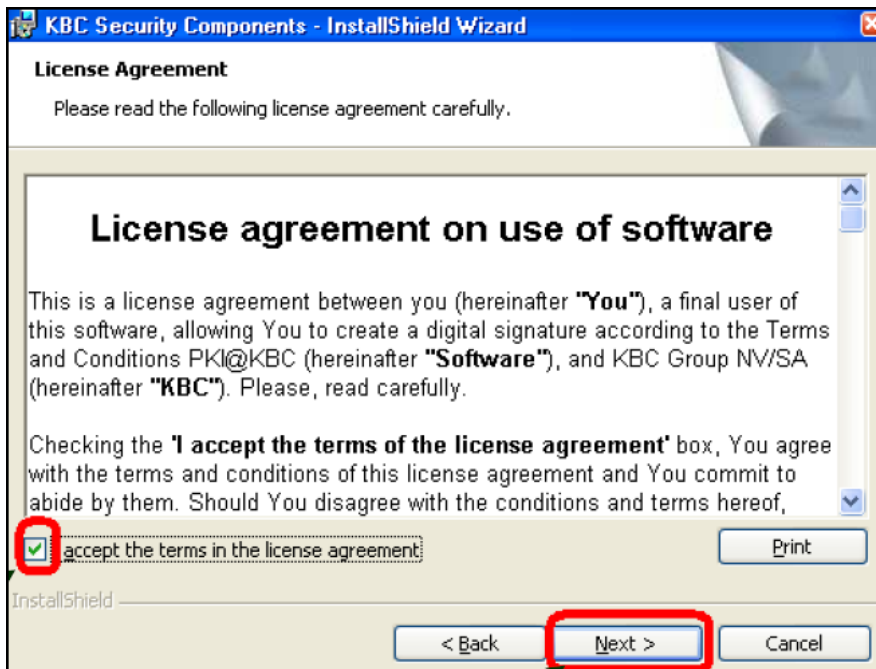 KBC Security Components - InstallShield Wizard
License Agreement
Please read the following license agreement carefully.
License agreement on use of software
This is a license agreement between you (hereinafter "You"), a final user of
this software, allowing You to create a digital signature according to the Terms
and Conditions PKI@KBC (hereinafter "Software"), and KBC Group NV/SA
(hereinafter "KBC"). Please, read carefully.
Checking the 'I accept the terms of the license agreement' box, You agree
with the terms and conditions of this license agreement and You commit to
abide by them. Should You disagree with the conditions and terms hereof,
I accept the terms in the license agreement
Print
InstallShield
< Back
Next >
Cancel